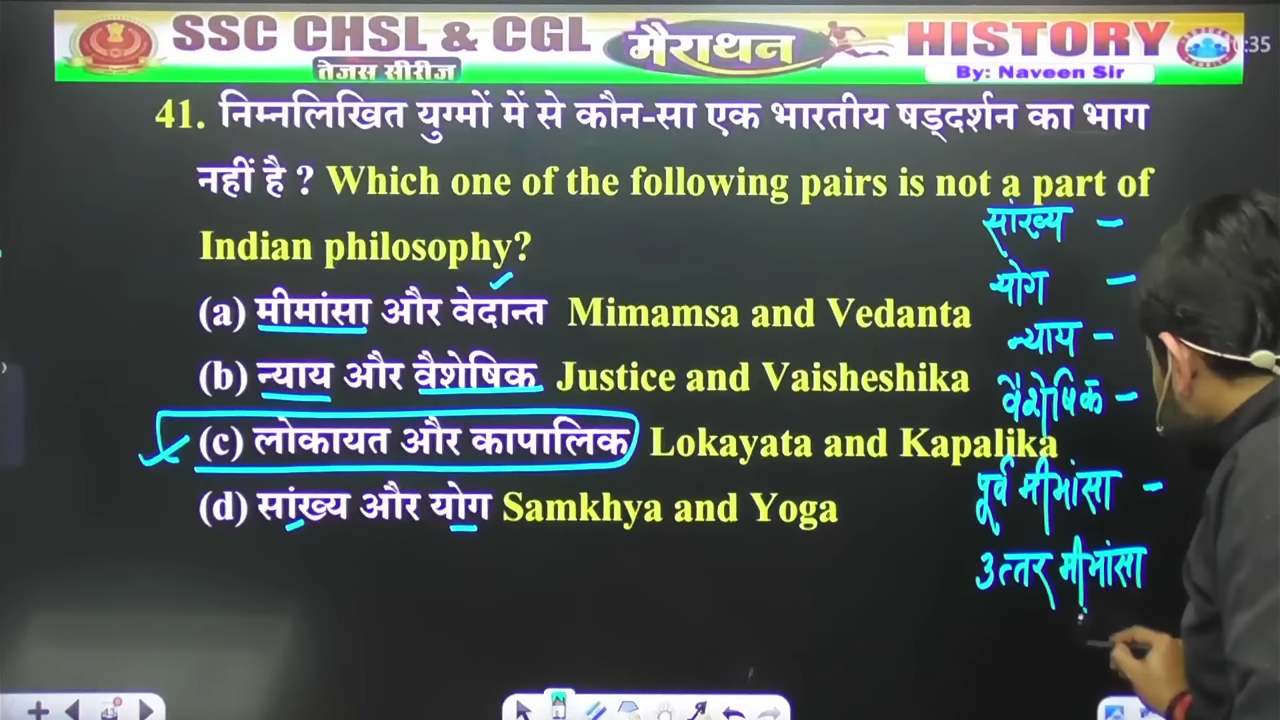 SSC CHSL & CGL मैराथन HISTORY
तेजस सीरीज By: Naveen Sir
:35
41. निम्नलिखित युग्मों में से कौन-सा एक भारतीय षड्दर्शन का भाग
नहीं है ? Which one of the following pairs is not a part of
Indian philosophy?
(a) मीमांसा और वेदान्त Mimamsa and Vedanta
(b) न्याय और वैशेषिक Justice and Vaisheshika
(c) लोकायत और कापालिक Lokayata and Kapalika
(d) सांख्य और योग Samkhya and Yoga
सांख्य -
योग -
न्याय -
वैशेषिक -
पूर्व मीमांसा -
उत्तर मीमांसा